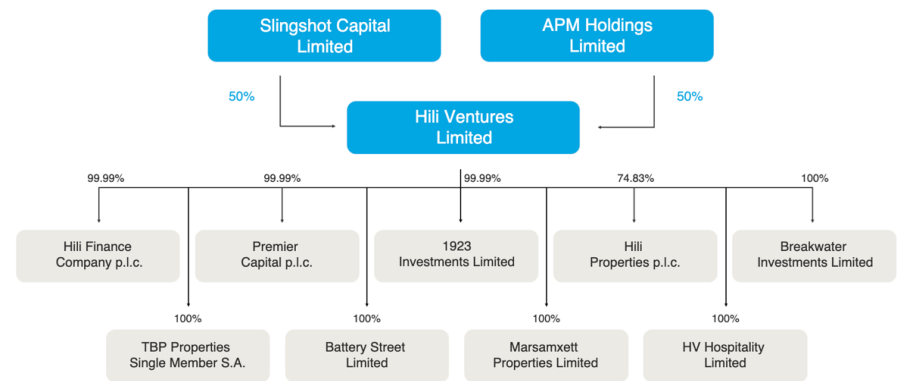 Slingshot Capital
Limited
APM Holdings
Limited
50%
50%
Hili Ventures
Limited
99.99%
99.99%
99.99%
74.83%
100%
Hili Finance
Company p.l.c.
Premier
Capital p.l.c.
1923
Investments Limited
Hili
Properties p.l.c.
Breakwater
Investments Limited
100%
100%
100%
100%
TBP Properties
Single Member S.A.
Battery Street
Limited
Marsamxett
Properties Limited
HV Hospitality
Limited